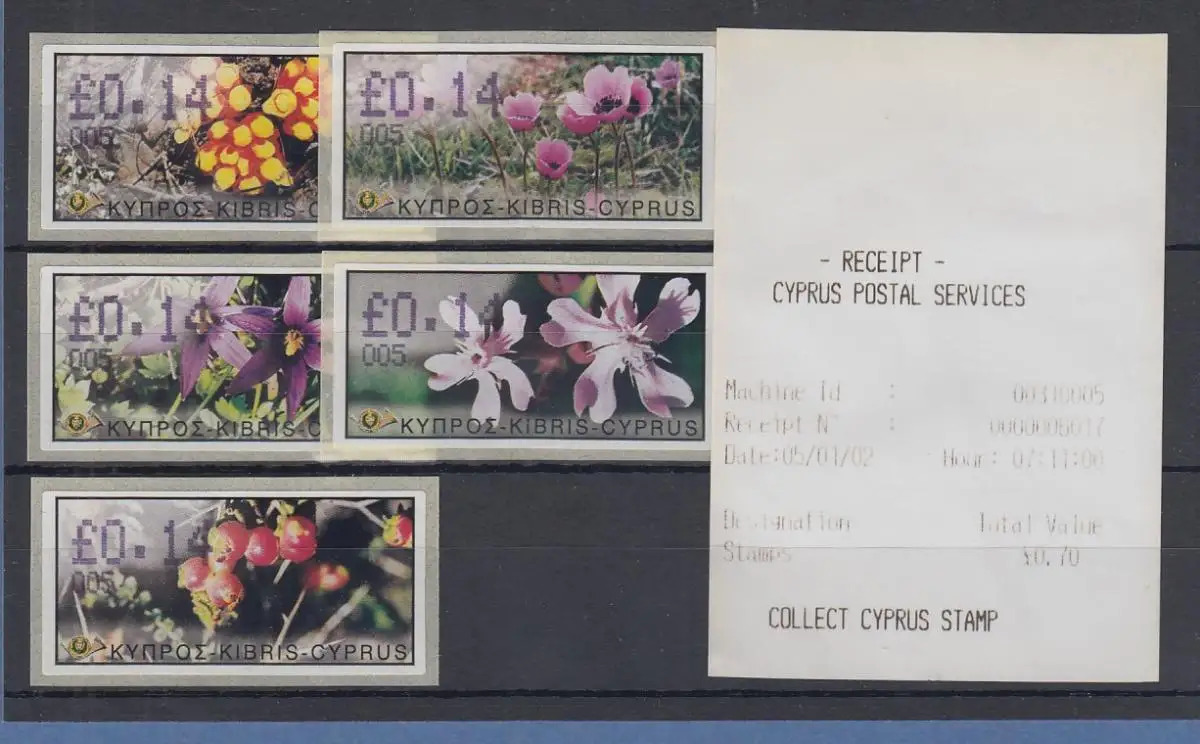 £0.14
005
ΚΥΠΡΟΣ-KIBRIS-C
£0.14
005
ΚΥΠΡΟΣ-KIBRIS-CYPRUS
£0.14
005
ΚΥΠΡΟΣ-KIBRIS-
£0.14
005
ΚΥΠΡΟΣ-KIBRIS-CYPRUS
£0.14
005
ΚΥΠΡΟΣ-KIBRIS-CYPRUS
- RECEIPT -
CYPRUS POSTAL SERVICES
Machine Id : 00310005
Receipt N° : 0000006017
Date:05/01/02 Hour: 07:11:00
Designation Total Value
Stamps £0.70
COLLECT CYPRUS STAMP